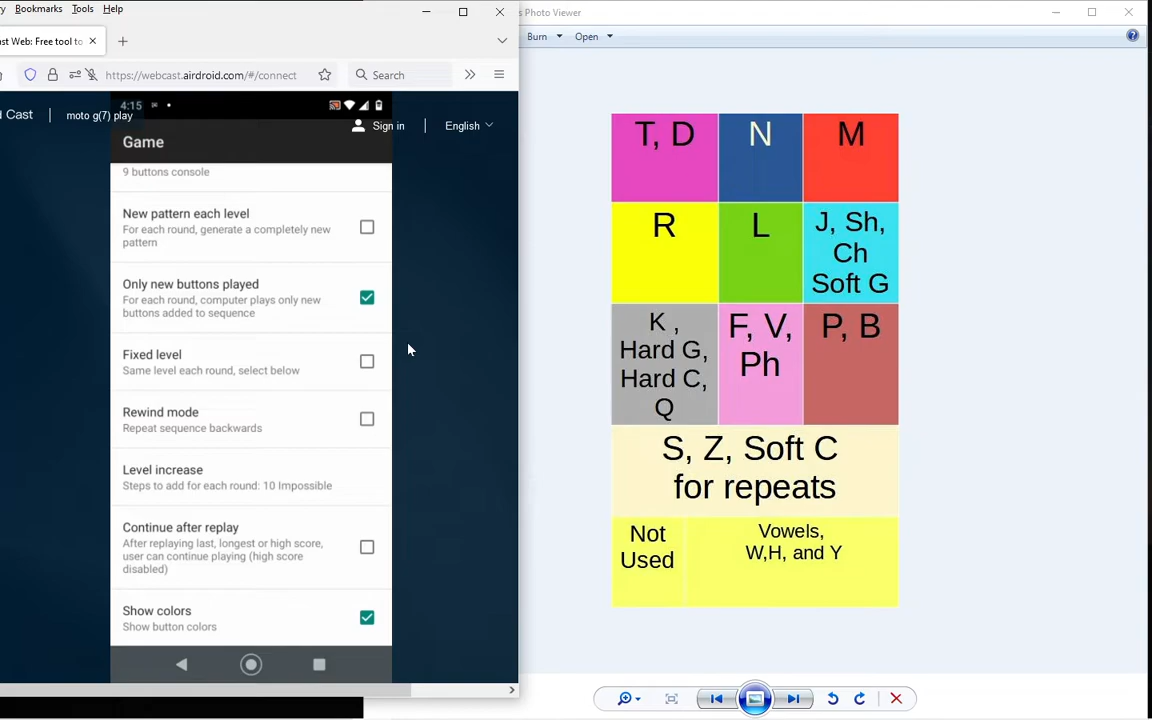 Bookmarks Tools Help
ast Web: Free tool to
https://webcast.airdroid.com/#/connect
Search
d Cast
moto g(7) play
Sign in
English
4:15
Game
9 buttons console
New pattern each level
For each round, generate a completely new
pattern
Only new buttons played
For each round, computer plays only new
buttons added to sequence
Fixed level
Same level each round, select below
Rewind mode
Repeat sequence backwards
Level increase
Steps to add for each round: 10 Impossible
Continue after replay
After replaying last, longest or high score,
user can continue playing (high score
disabled)
Show colors
Show button colors
s Photo Viewer
Burn Open
T, D N M
R L J, Sh,
Ch
Soft G
K ,
Hard G,
Hard C,
Q
F, V,
Ph
P, B
S, Z, Soft C
for repeats
Not
Used
Vowels,
W,H, and Y